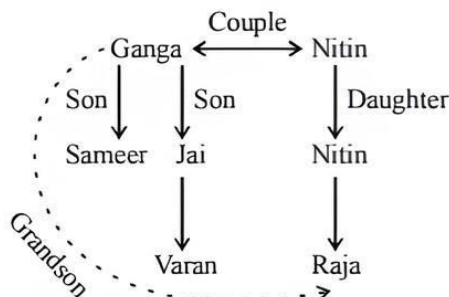 Couple
Ganga Nitin
Son Son Daughter
Sameer Jai Nitin
Grandson
Varan Raja